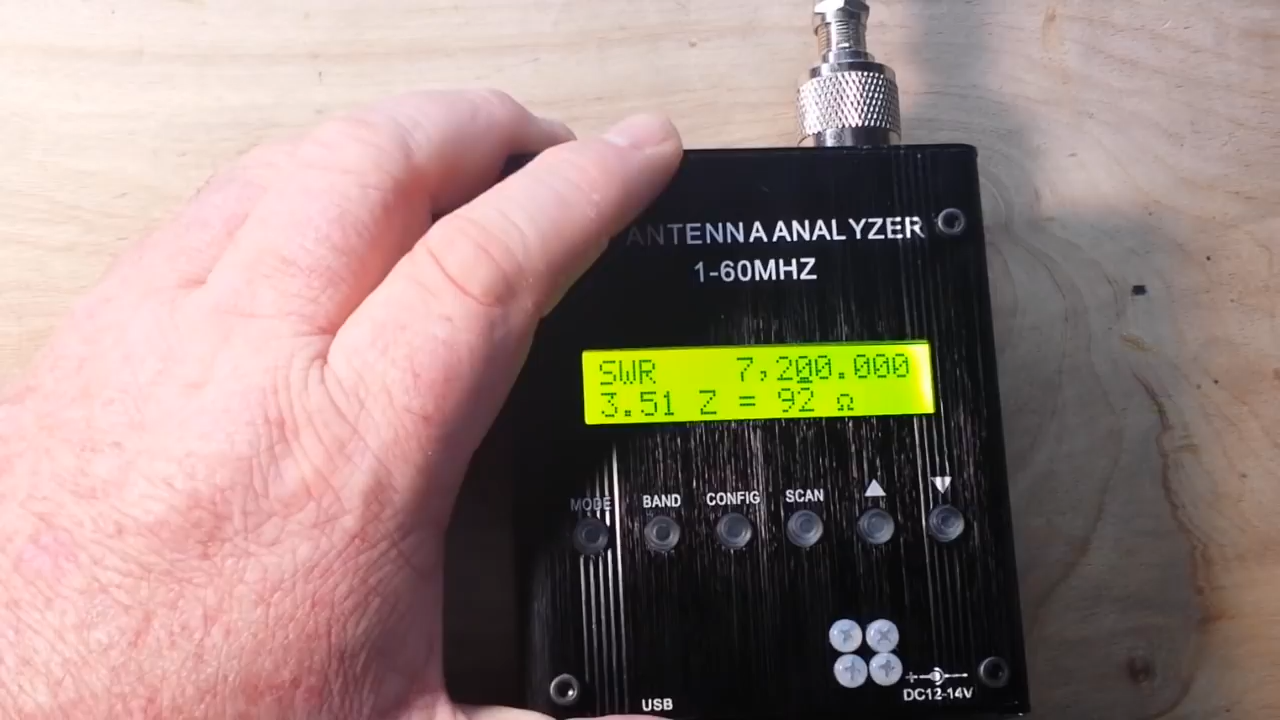 ANTENNA ANALYZER
1-60MHZ
SWR 7,200.000
3.51 Z = 92 Ω
MODE BAND CONFIG SCAN
USB
DC12-14V